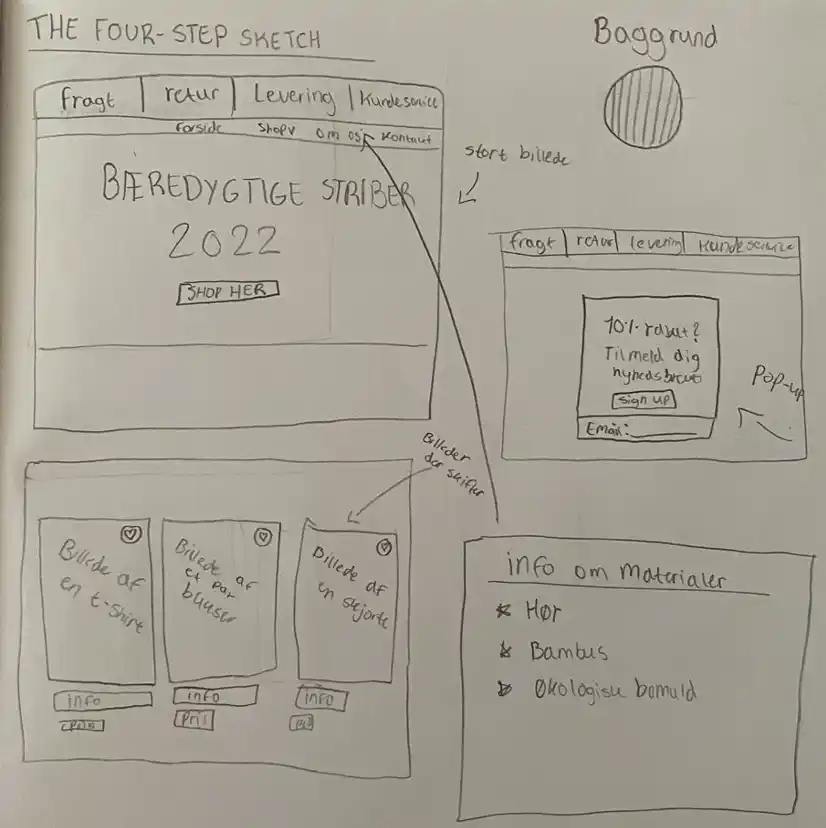 THE FOUR-STEP SKETCH
Baggrund
fragt retur Levering Kundeservice
forside Shop v om os Kontakt
BÆREDYGTIGE STRIBER
2022
SHOP HER
start billede
fragt retur levering Kundeservice
10% rabat?
Tilmeld dig
nyhedsbrev
sign up
Email:
Pop-up
Billeder
der skifter
Billede af
en t-shirt
Billede af
et par
bukser
Billede af
en skjorte
info
info
info
Pris
Pris
info om materialer
Hør
Bambus
Økologisk bomuld